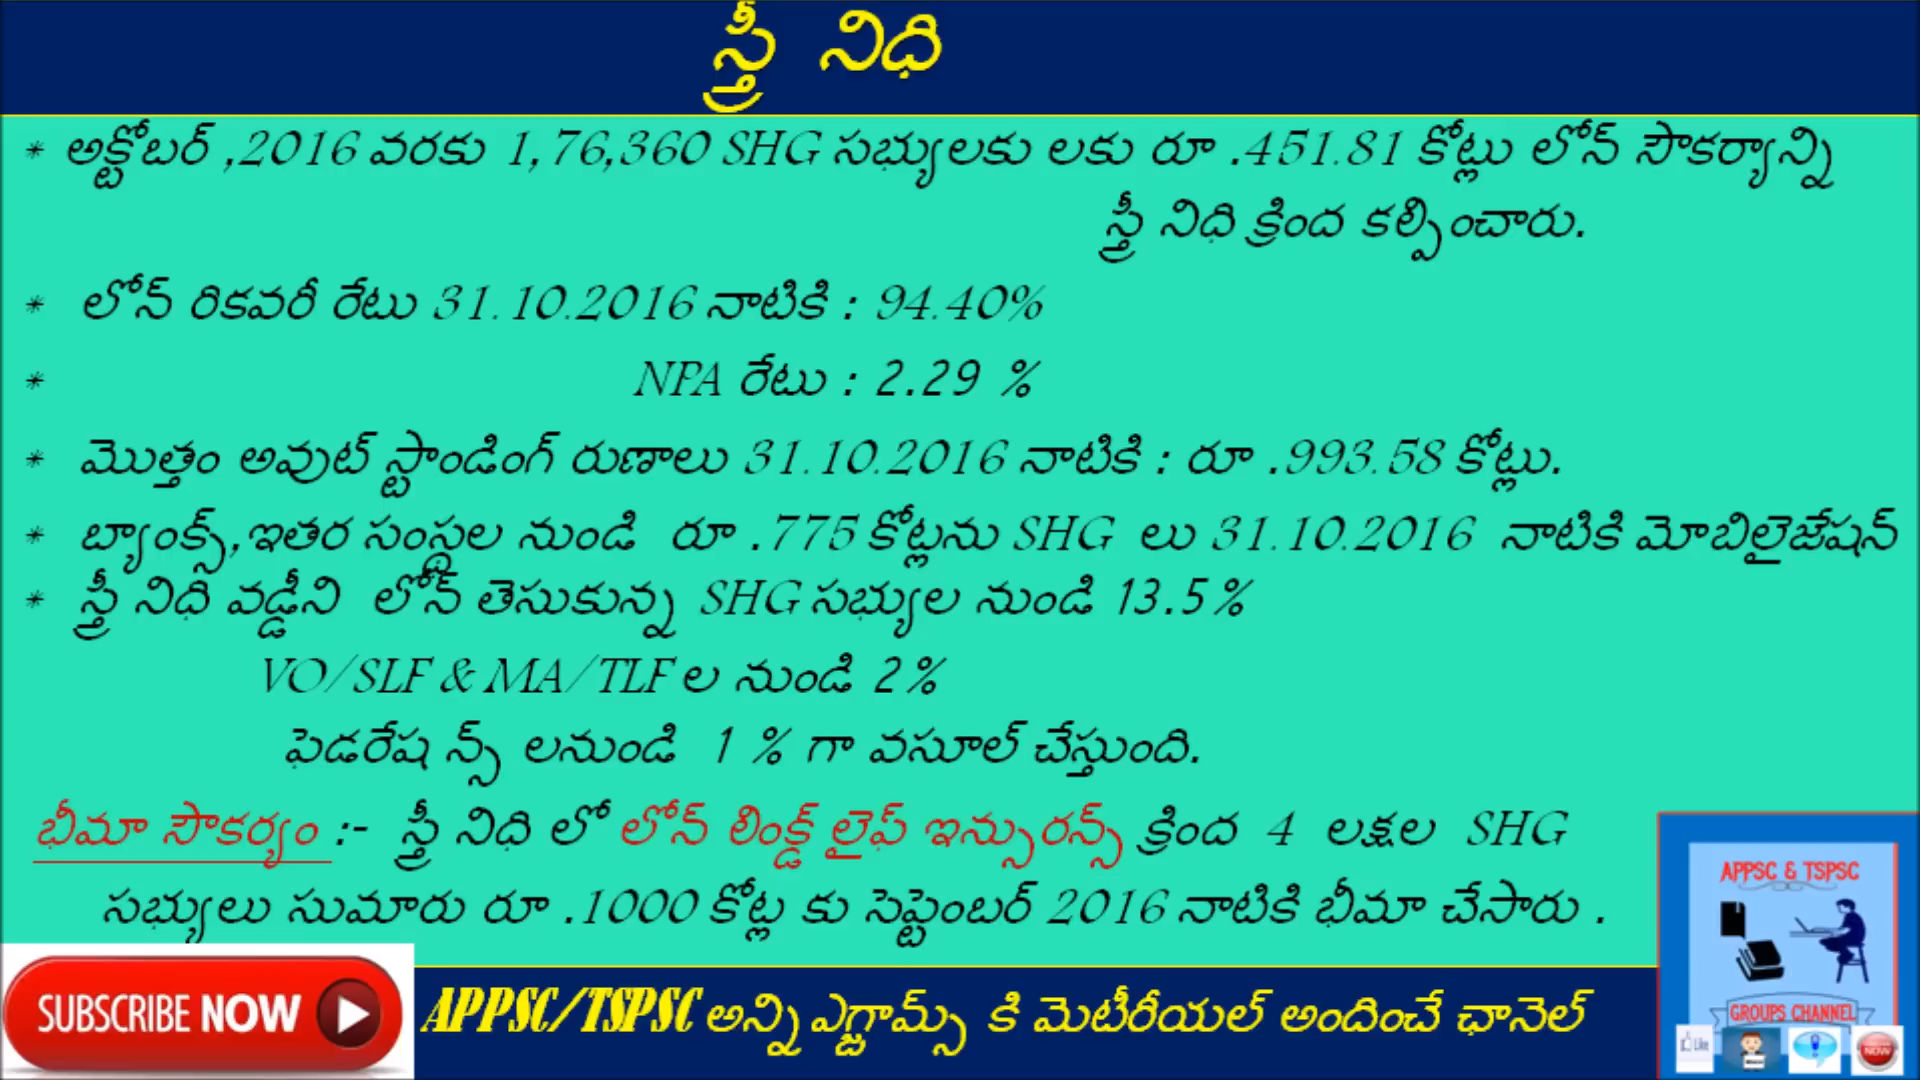 స్త్రీ నిధి
* అక్టోబర్ ,2016 వరకు 1,76,360 SHG సభ్యులకు లకు రూ .451.81 కోట్లు లోన్ సౌకర్యాన్ని
స్త్రీ నిధి క్రింద కల్పించారు.
* లోన్ రికవరీ రేటు 31.10.2016 నాటికి : 94.40%
* NPA రేటు : 2.29 %
* మొత్తం అవుట్ స్టాండింగ్ రుణాలు 31.10.2016 నాటికి : రూ .993.58 కోట్లు.
* బ్యాంక్స్,ఇతర సంస్థల నుండి రూ .775 కోట్లను SHG లు 31.10.2016 నాటికి మోబిలైజేషన్
* స్త్రీ నిధి వడ్డీని లోన్ తెసుకున్న SHG సభ్యుల నుండి 13.5%
VO/SLF & MA/TLF ల నుండి 2%
పెడరేష న్స్ లనుండి 1 % గా వసూల్ చేస్తుంది.
భీమా సౌకర్యం :- స్త్రీ నిధి లో లోన్ లింక్డ్ లైప్ ఇన్సురన్స్ క్రింద 4 లక్షల SHG
సభ్యులు సుమారు రూ .1000 కోట్ల కు సెప్టెంబర్ 2016 నాటికి భీమా చేసారు .
SUBSCRIBE NOW
APPSC/TSPSC అన్ని ఎగ్జామ్స్ కి మెటీరీయల్ అందించే ఛానెల్
APPSC & TSPSC
GROUPS CHANNEL
Like
NOW